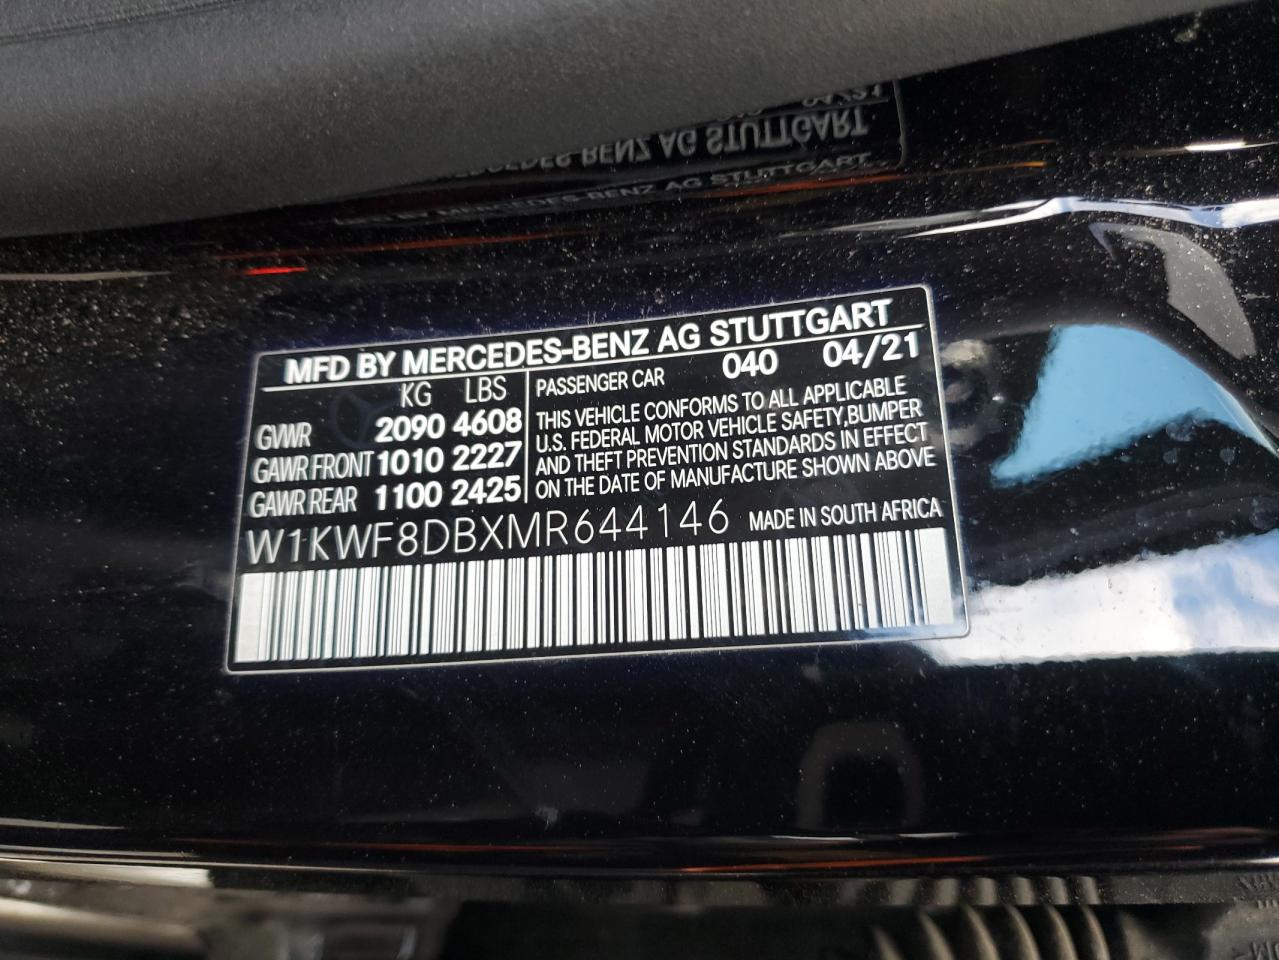 MFD BY MERCEDES-BENZ AG STUTTGART
KG LBS
GVWR 2090 4608
GAWR FRONT 1010 2227
GAWR REAR 1100 2425
PASSENGER CAR 040 04/21
THIS VEHICLE CONFORMS TO ALL APPLICABLE
U.S. FEDERAL MOTOR VEHICLE SAFETY,BUMPER
AND THEFT PREVENTION STANDARDS IN EFFECT
ON THE DATE OF MANUFACTURE SHOWN ABOVE
W1KWF8DBXMR644146 MADE IN SOUTH AFRICA